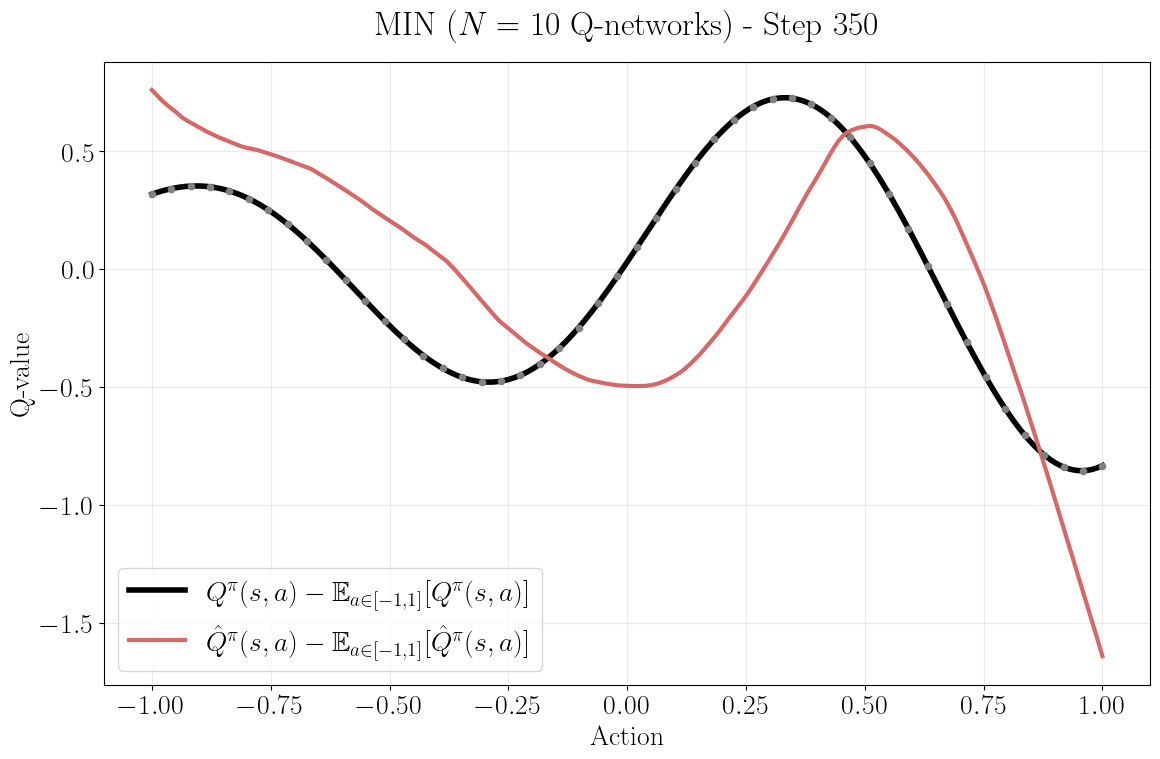 MIN (N = 10 Q-networks) - Step 350
Q-value
0.5
0.0
−0.5
−1.0
−1.5
Q^π(s, a) − 𝔼_{a∈[−1,1]}[Q^π(s, a)]
Q̂^π(s, a) − 𝔼_{a∈[−1,1]}[Q̂^π(s, a)]
−1.00 −0.75 −0.50 −0.25 0.00 0.25 0.50 0.75 1.00
Action